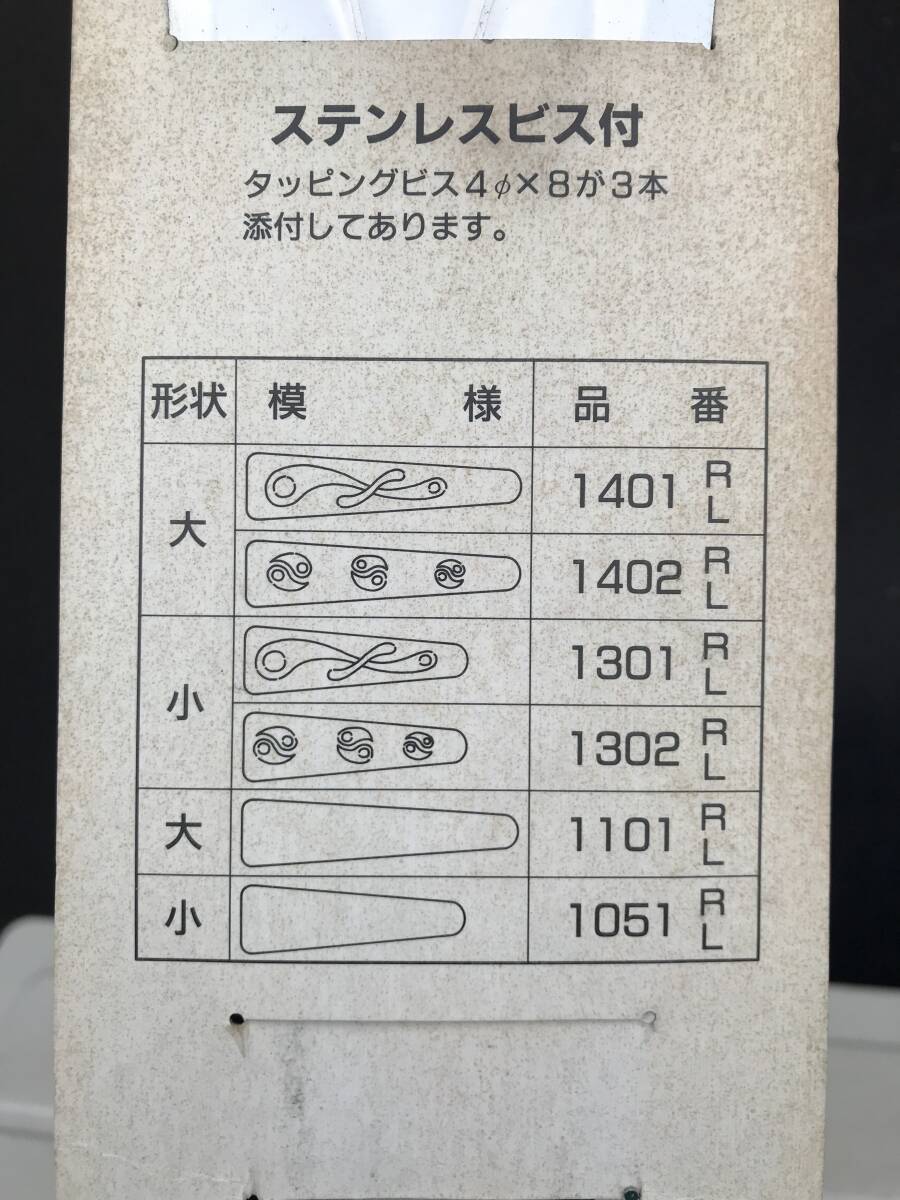 ステンレスビス付
タッピングビス4φ×8が3本
添付してあります。
形状 模様 品番
大 1401 R L
1402 R L
小 1301 R L
1302 R L
大 1101 R L
小 1051 R L